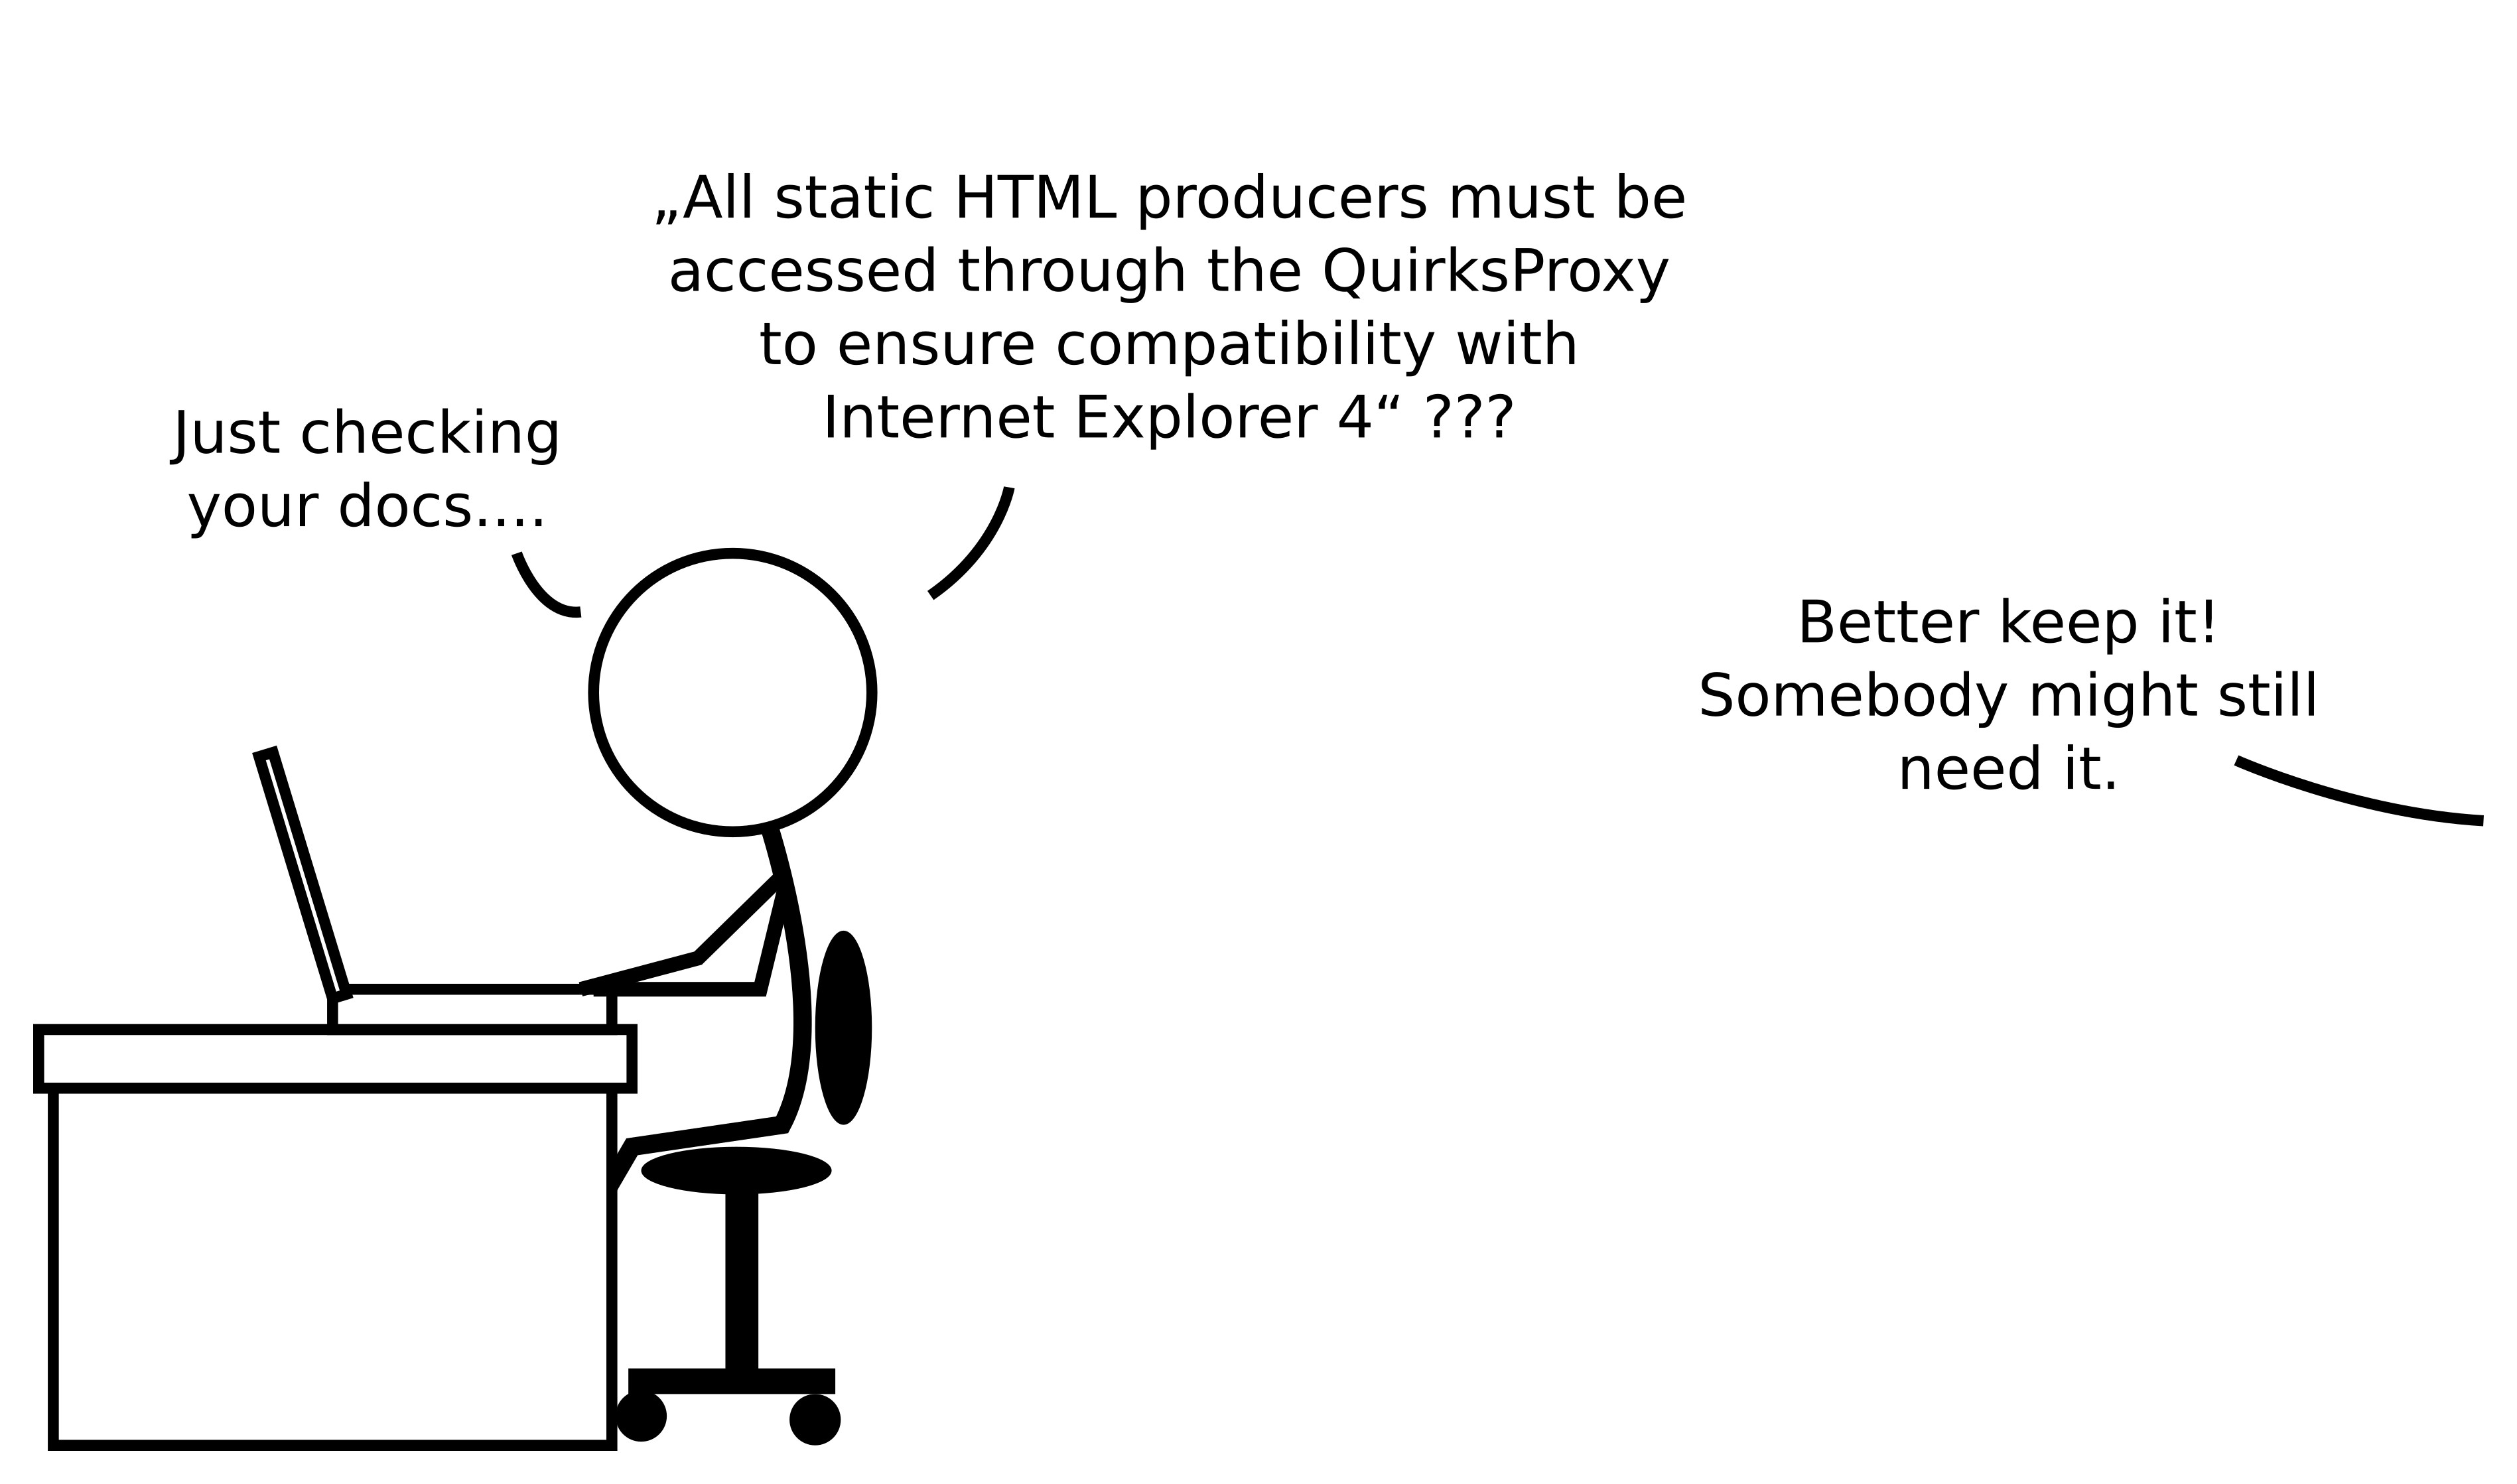 Just checking
your docs....
„All static HTML producers must be
accessed through the QuirksProxy
to ensure compatibility with
Internet Explorer 4“ ???
Better keep it!
Somebody might still
need it.